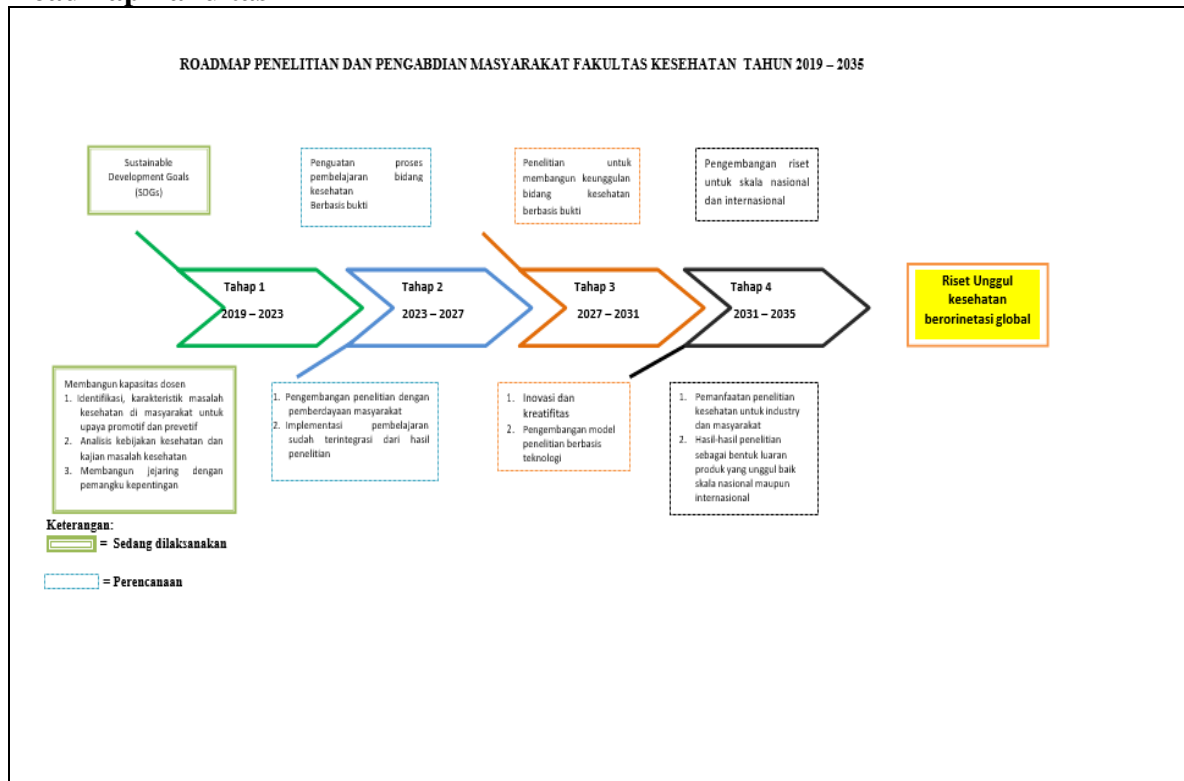 ROADMAP PENELITIAN DAN PENGABDIAN MASYARAKAT FAKULTAS KESEHATAN TAHUN 2019 – 2035
Sustainable
Development Goals
(SDGs)
Penguatan proses
pembelajaran bidang
kesehatan
Berbasis bukti
Penelitian untuk
membangun keunggulan
bidang kesehatan
berbasis bukti
Pengembangan riset
untuk skala nasional
dan internasional
Tahap 1
2019 – 2023
Tahap 2
2023 – 2027
Tahap 3
2027 – 2031
Tahap 4
2031 – 2035
Riset Unggul
kesehatan
berorinetasi global
Membangun kapasitas dosen
1. Identifikasi, karakteristik masalah
kesehatan di masyarakat untuk
upaya promotif dan prevetif
2. Analisis kebijakan kesehatan dan
kajian masalah kesehatan
3. Membangun jejaring dengan
pemangku kepentingan
1. Pengembangan penelitian dengan
pemberdayaan masyarakat
2. Implementasi pembelajaran
sudah terintegrasi dari hasil
penelitian
1. Inovasi dan
kreatifitas
2. Pengembangan model
penelitian berbasis
teknologi
1. Pemanfaatan penelitian
kesehatan untuk industry
dan masyarakat
2. Hasil-hasil penelitian
sebagai bentuk luaran
produk yang unggul baik
skala nasional maupun
internasional
Keterangan:
= Sedang dilaksanakan
= Perencanaan